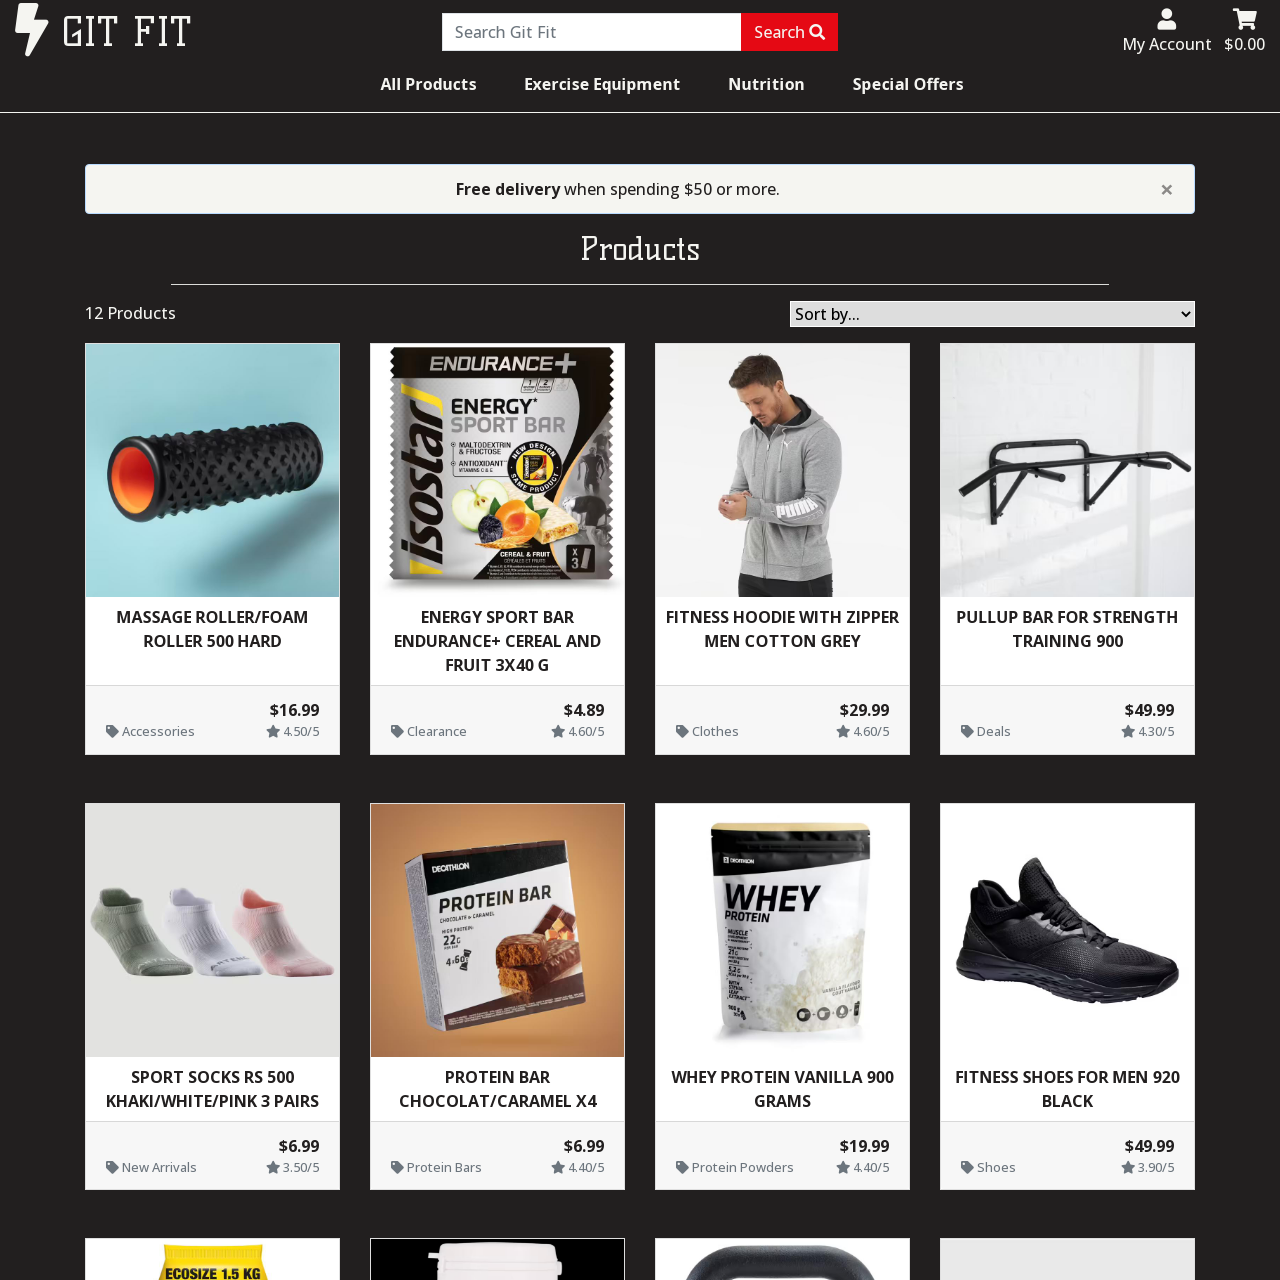 GIT FIT
Search Git Fit
Search
My Account
$0.00
All Products
Exercise Equipment
Nutrition
Special Offers
Free delivery when spending $50 or more.
×
Products
12 Products
Sort by...
ENDURANCE+
ENERGY*
SPORT BAR
MALTODEXTRIN
& FRUCTOSE
ANTIOXIDANT
VITAMINS C & E
NEW DESIGN
SAME PRODUCT
isostar
CEREAL & FRUIT
X
3
PUMA
MASSAGE ROLLER/FOAM
ROLLER 500 HARD
$16.99
Accessories
4.50/5
ENERGY SPORT BAR
ENDURANCE+ CEREAL AND
FRUIT 3X40 G
$4.89
Clearance
4.60/5
FITNESS HOODIE WITH ZIPPER
MEN COTTON GREY
$29.99
Clothes
4.60/5
PULLUP BAR FOR STRENGTH
TRAINING 900
$49.99
Deals
4.30/5
DECATHLON
PROTEIN BAR
CHOCOLATE & CARAMEL
HIGH PROTEIN:
22G
4x60
DECATHLON
WHEY
PROTEIN
MUSCLE
SPORT SOCKS RS 500
KHAKI/WHITE/PINK 3 PAIRS
$6.99
New Arrivals
3.50/5
PROTEIN BAR
CHOCOLAT/CARAMEL X4
$6.99
Protein Bars
4.40/5
WHEY PROTEIN VANILLA 900
GRAMS
$19.99
Protein Powders
4.40/5
FITNESS SHOES FOR MEN 920
BLACK
$49.99
Shoes
3.90/5
ECOSIZE 1.5 KG